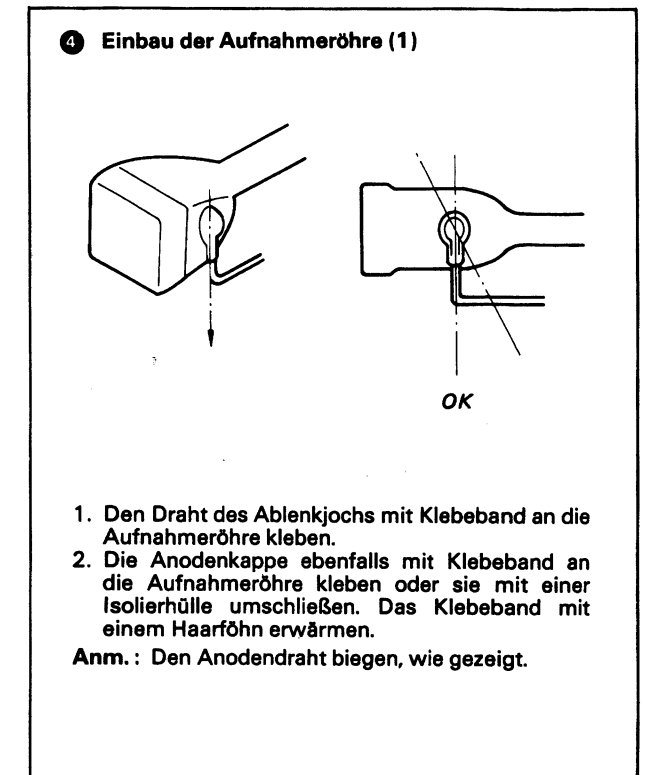 4 Einbau der Aufnahmeröhre (1)
OK
1. Den Draht des Ablenkjochs mit Klebeband an die
Aufnahmeröhre kleben.
2. Die Anodenkappe ebenfalls mit Klebeband an
die Aufnahmeröhre kleben oder sie mit einer
Isolierhülle umschließen. Das Klebeband mit
einem Haarföhn erwärmen.
Anm. : Den Anodendraht biegen, wie gezeigt.